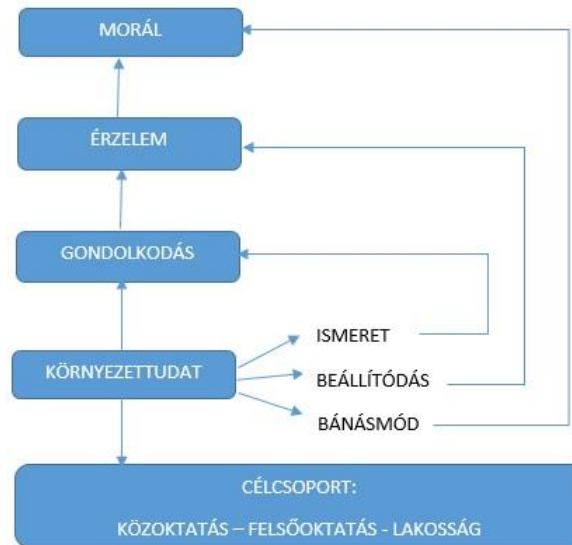 MORÁL
ÉRZELEM
GONDOLKODÁS
ISMERET
KÖRNYEZETTUDAT
BEÁLLÍTÓDÁS
BÁNÁSMÓD
CÉLCSOPORT:
KÖZOKTATÁS – FELSŐOKTATÁS - LAKOSSÁG